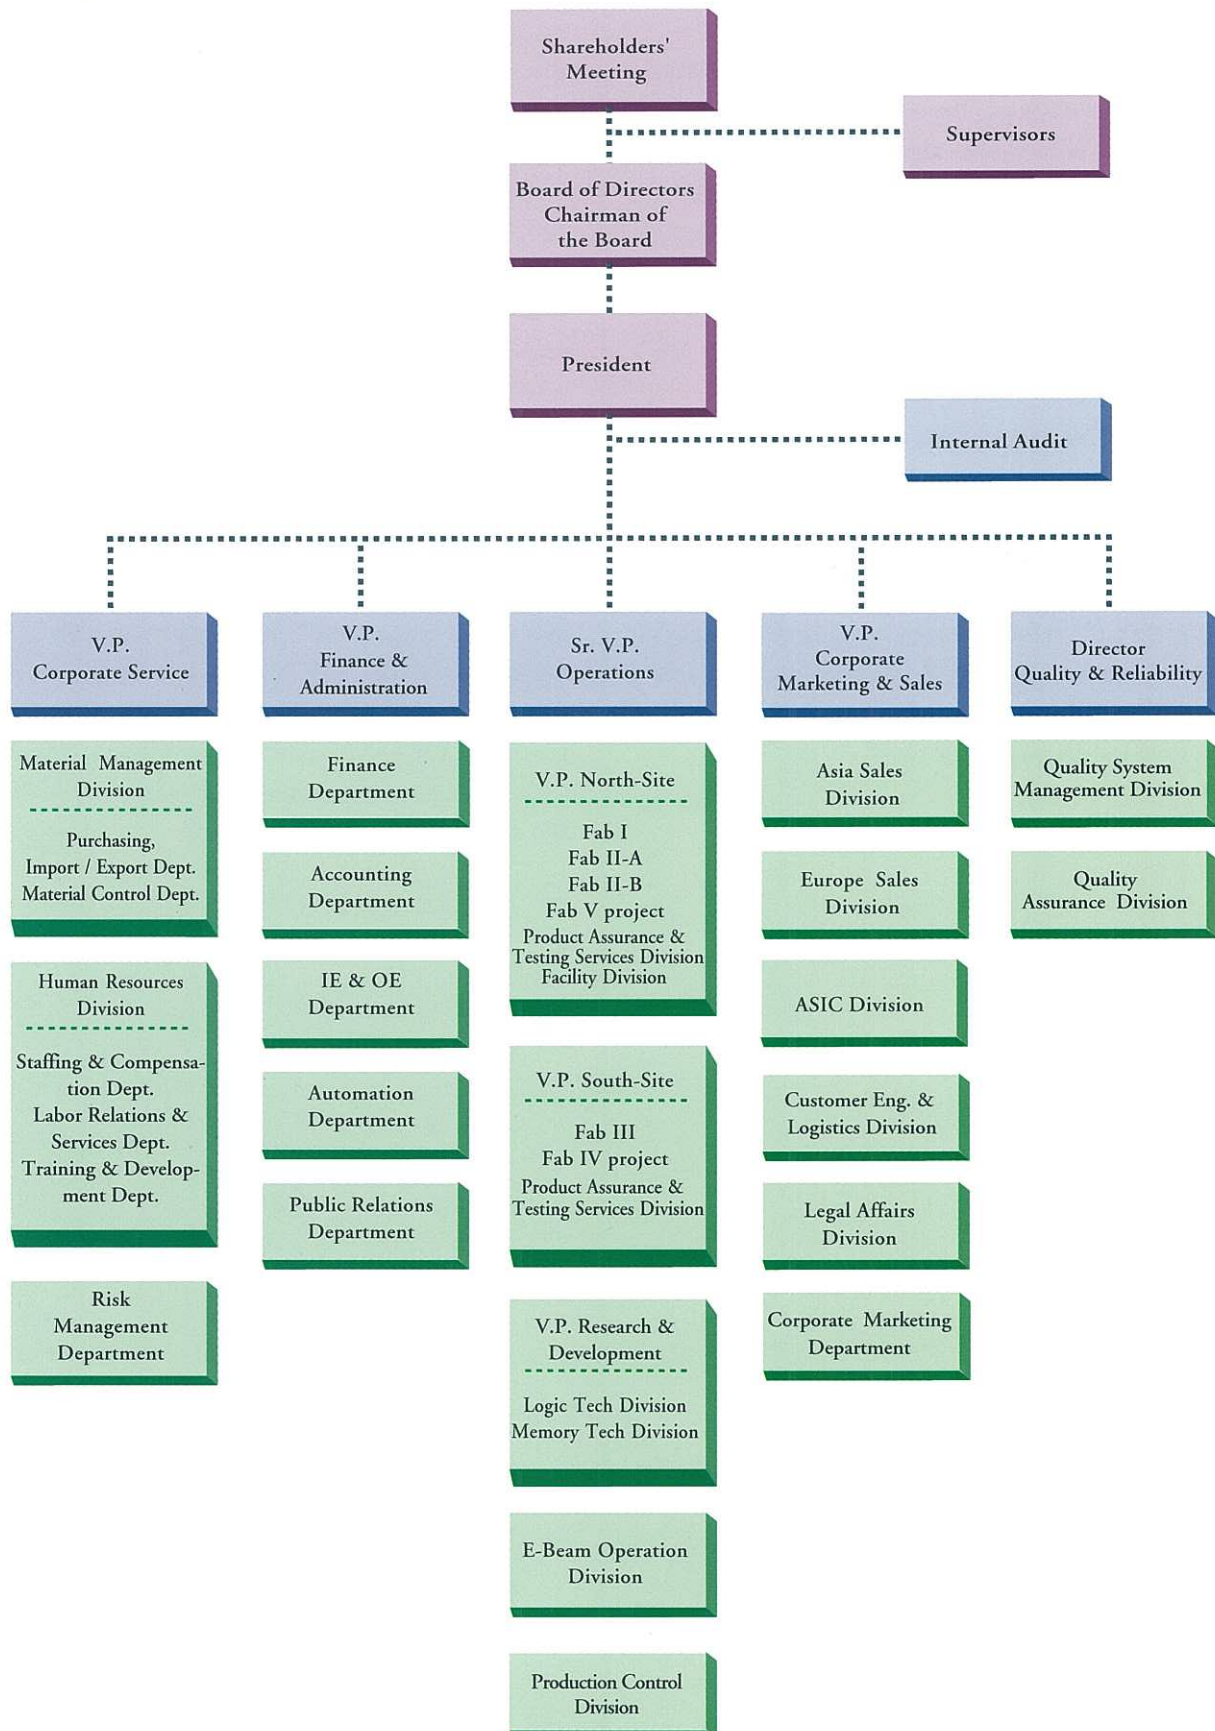 Shareholders'
Meeting
Supervisors
Board of Directors
Chairman of
the Board
President
Internal Audit
V.P.
Corporate Service
Material Management
Division
Purchasing,
Import / Export Dept.
Material Control Dept.
Human Resources
Division
Staffing & Compensa-
tion Dept.
Labor Relations &
Services Dept.
Training & Develop-
ment Dept.
Risk
Management
Department
V.P.
Finance &
Administration
Finance
Department
Accounting
Department
IE & OE
Department
Automation
Department
Public Relations
Department
Sr. V.P.
Operations
V.P. North-Site
Fab I
Fab II-A
Fab II-B
Fab V project
Product Assurance &
Testing Services Division
Facility Division
V.P. South-Site
Fab III
Fab IV project
Product Assurance &
Testing Services Division
V.P. Research &
Development
Logic Tech Division
Memory Tech Division
E-Beam Operation
Division
Production Control
Division
V.P.
Corporate
Marketing & Sales
Asia Sales
Division
Europe Sales
Division
ASIC Division
Customer Eng. &
Logistics Division
Legal Affairs
Division
Corporate Marketing
Department
Director
Quality & Reliability
Quality System
Management Division
Quality
Assurance Division